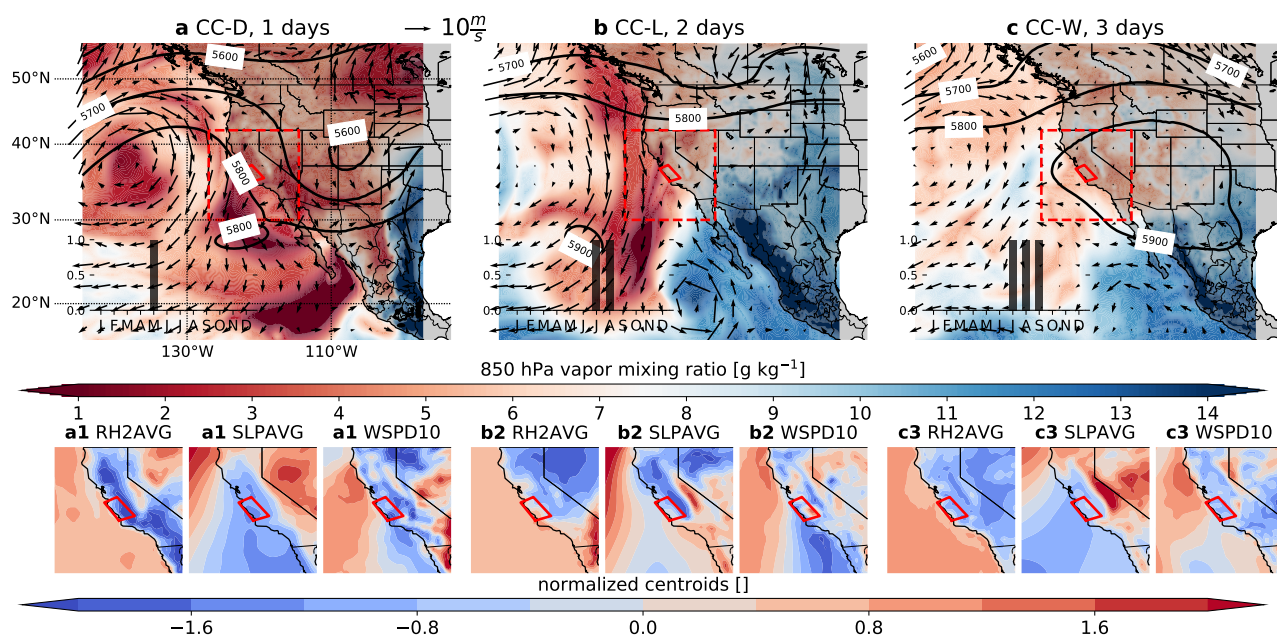 a CC-D, 1 days
10 m/s
b CC-L, 2 days
c CC-W, 3 days
50°N
40°N
30°N
20°N
130°W
110°W
5600
5700
5600
5800
5800
1.0
0.5
0.0
J F M A M J J A S O N D
5700
5800
5900
1.0
0.5
0.0
J F M A M J J A S O N D
5600
5700
5700
5800
5900
1.0
0.5
0.0
J F M A M J J A S O N D
850 hPa vapor mixing ratio [g kg⁻¹]
1 2 3 4 5 6 7 8 9 10 11 12 13 14
a1 RH2AVG a1 SLPAVG a1 WSPD10 b2 RH2AVG b2 SLPAVG b2 WSPD10 c3 RH2AVG c3 SLPAVG c3 WSPD10
normalized centroids []
−1.6 −0.8 0.0 0.8 1.6